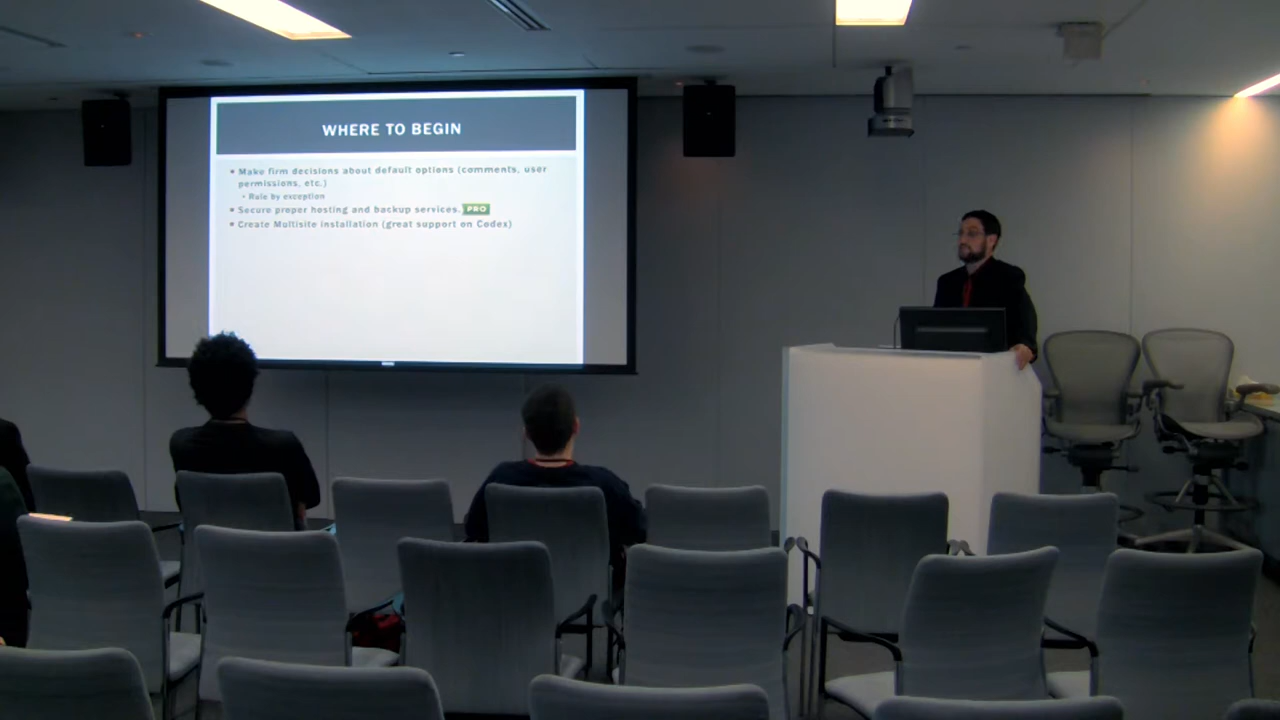 WHERE TO BEGIN
Make firm decisions about default options (comments, user
permissions, etc.)
Rule by exception
Secure proper hosting and backup services. PRO
Create Multisite installation (great support on Codex)